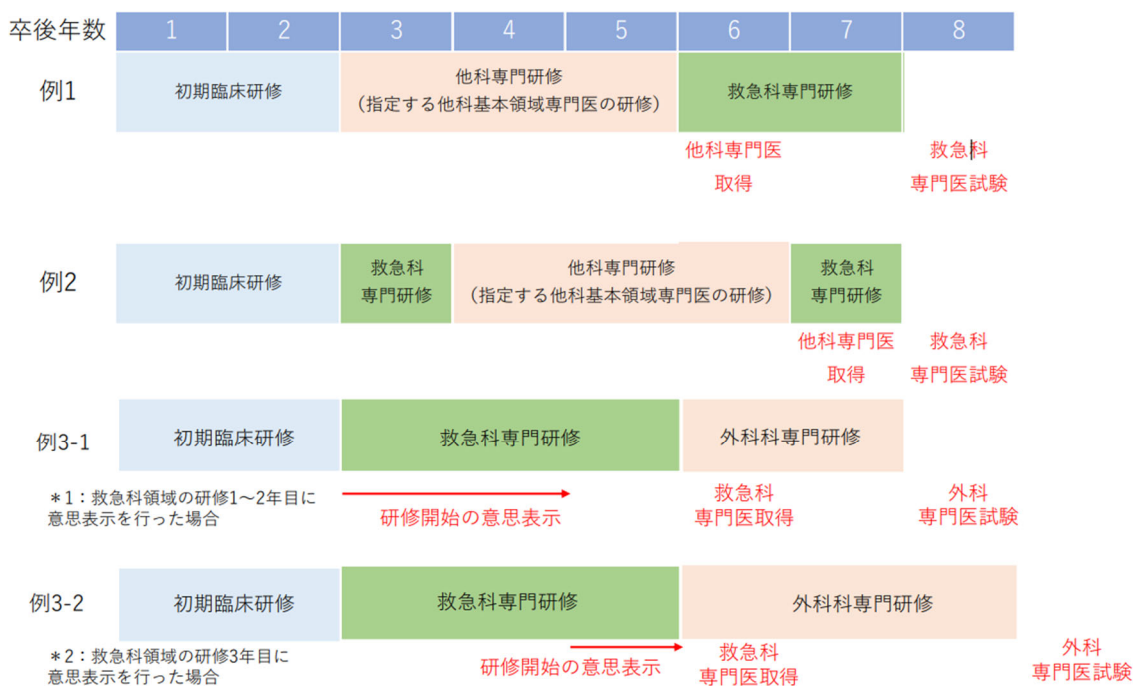 卒後年数 1 2 3 4 5 6 7 8
例1
初期臨床研修
他科専門研修
(指定する他科基本領域専門医の研修)
救急科専門研修
他科専門医
取得
救急科
専門医試験
例2
初期臨床研修
救急科
専門研修
他科専門研修
(指定する他科基本領域専門医の研修)
救急科
専門研修
他科専門医
取得
救急科
専門医試験
例3-1
初期臨床研修
救急科専門研修
外科科専門研修
*1:救急科領域の研修1~2年目に
意思表示を行った場合
研修開始の意思表示
救急科
専門医取得
外科
専門医試験
例3-2
初期臨床研修
救急科専門研修
外科科専門研修
*2:救急科領域の研修3年目に
意思表示を行った場合
研修開始の意思表示
救急科
専門医取得
外科
専門医試験